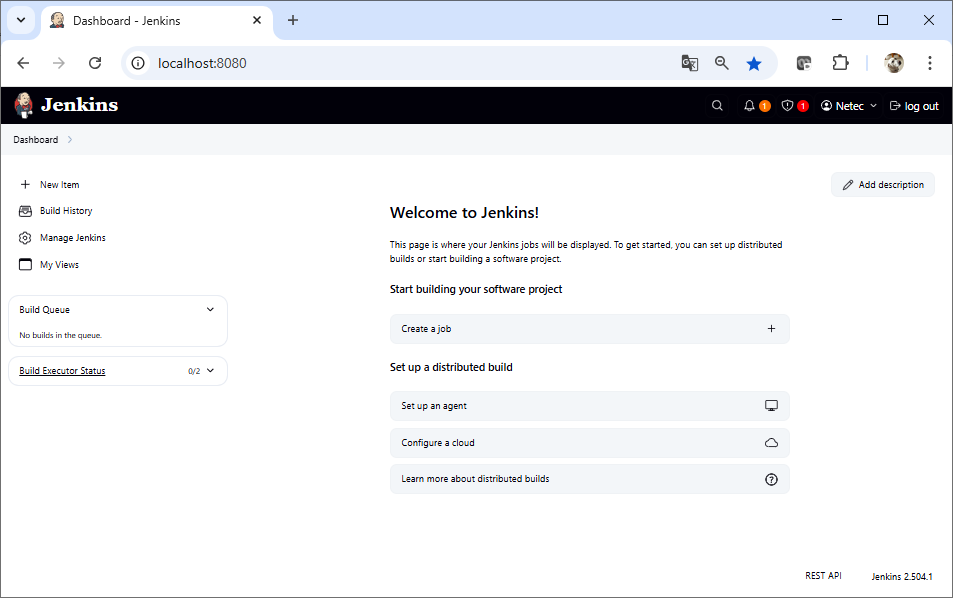 Dashboard - Jenkins
localhost:8080
Jenkins
1
1
Netec
log out
Dashboard
New Item
Build History
Manage Jenkins
My Views
Build Queue
No builds in the queue.
Build Executor Status
0/2
Add description
Welcome to Jenkins!
This page is where your Jenkins jobs will be displayed. To get started, you can set up distributed
builds or start building a software project.
Start building your software project
Create a job
Set up a distributed build
Set up an agent
Configure a cloud
Learn more about distributed builds
REST API
Jenkins 2.504.1